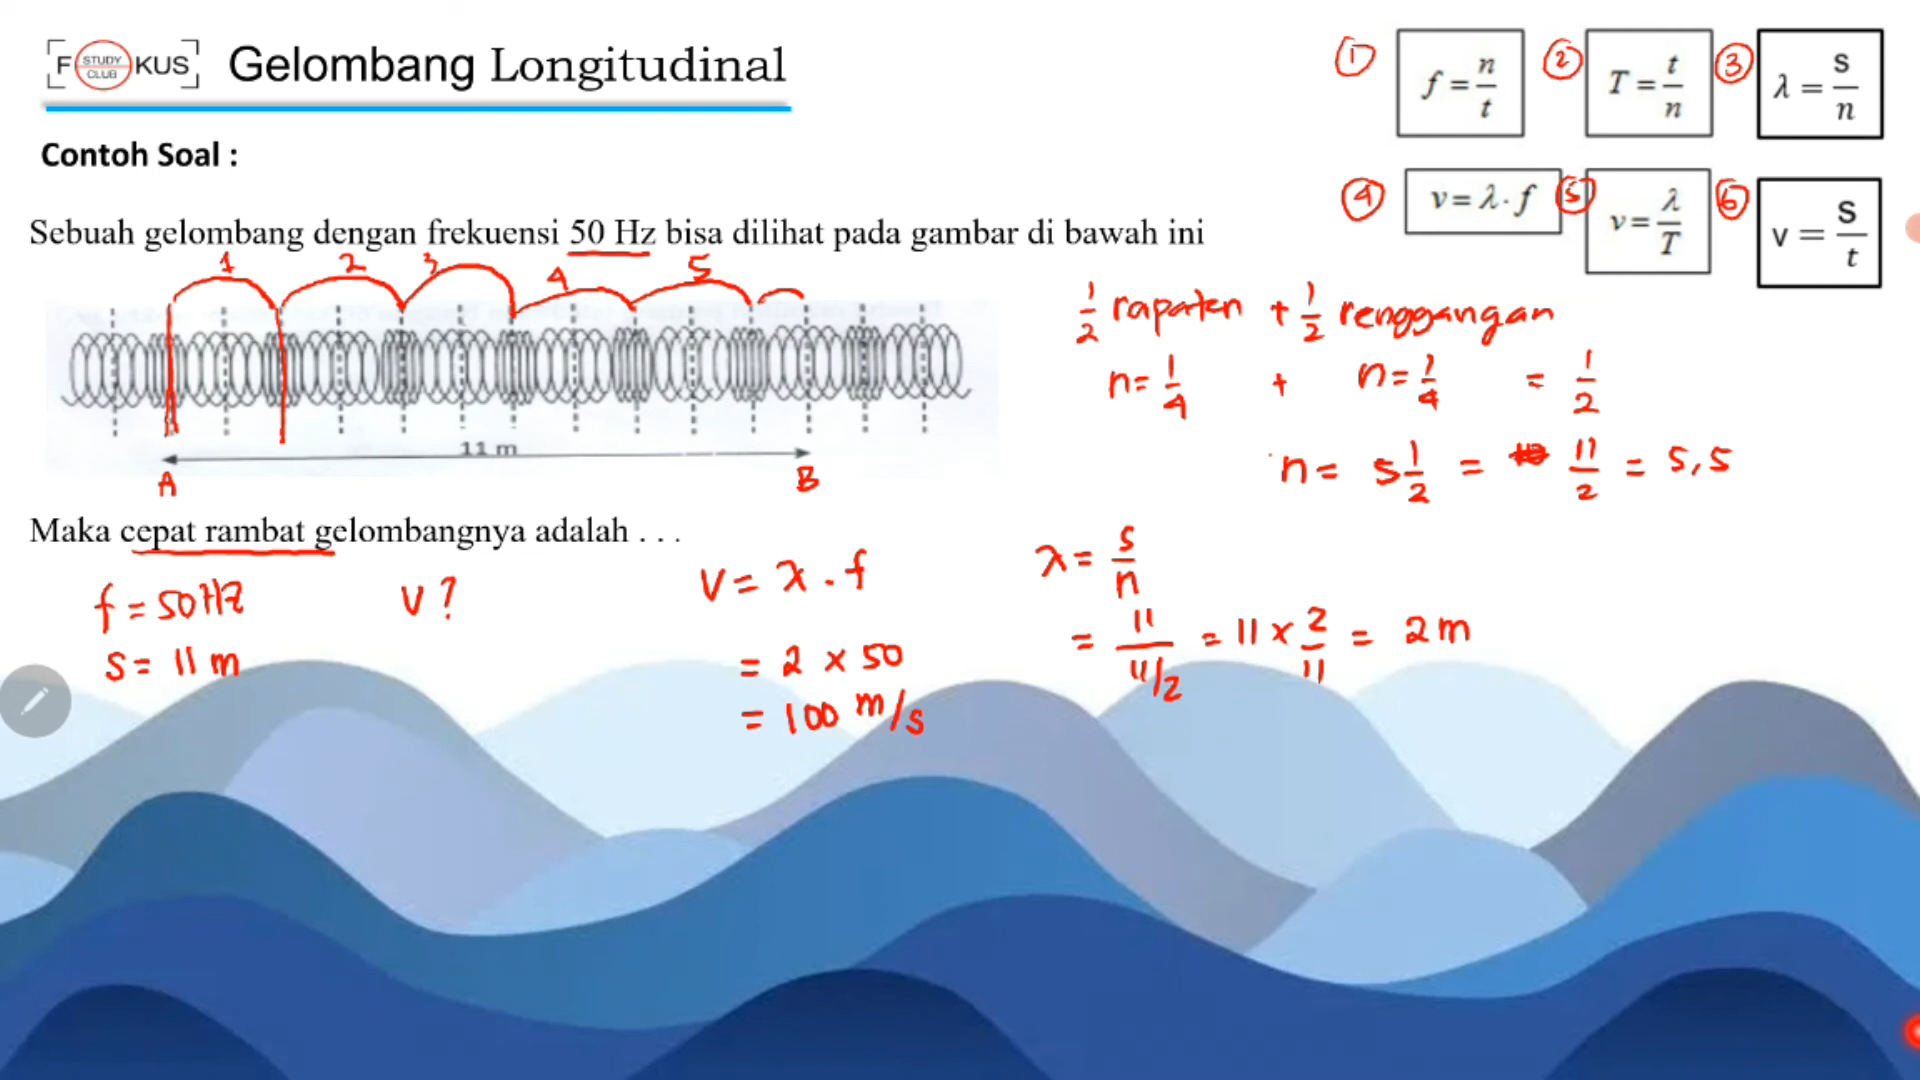 FOKUS STUDY CLUB
Gelombang Longitudinal
① f = n/t ② T = t/n ③ λ = s/n
④ v = λ · f ⑤ v = λ/T ⑥ v = s/t
Contoh Soal :
Sebuah gelombang dengan frekuensi 50 Hz bisa dilihat pada gambar di bawah ini
1 2 3 4 5
11 m
A B
1/2 rapatan + 1/2 renggangan
n = 1/4 + n = 1/4 = 1/2
n = 5 1/2 = 11/2 = 5,5
Maka cepat rambat gelombangnya adalah . . .
f = 50 Hz
s = 11 m
v ?
v = λ . f
= 2 x 50
= 100 m/s
λ = s/n
= 11 / 11/2 = 11 x 2/11 = 2 m